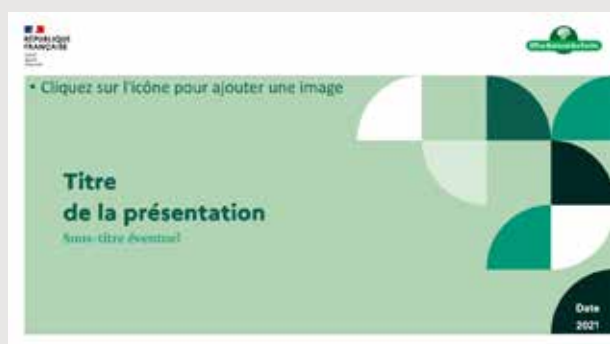 RÉPUBLIQUE
FRANÇAISE
• Cliquez sur l'icône pour ajouter une image
Titre
de la présentation
Sous-titre éventuel
Date
2021